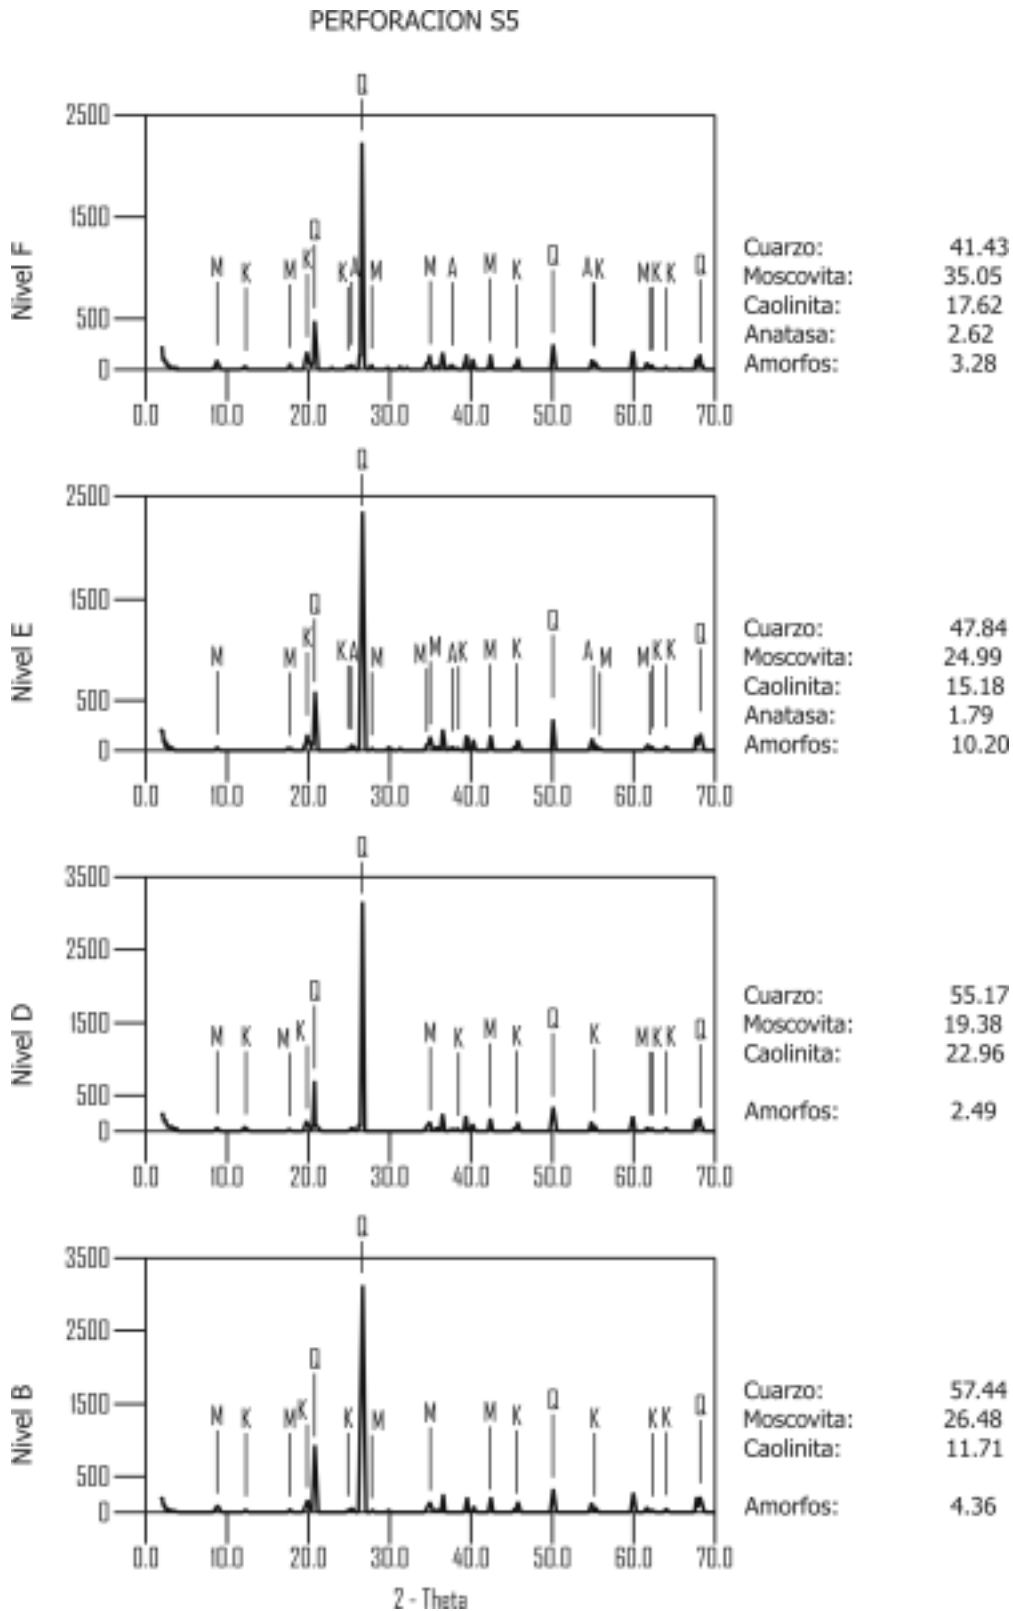 PERFORACION S5
Q
2500
1500
500
0
Nivel F
M K M K Q K A M M A M K Q A K M K K Q
0.0 10.0 20.0 30.0 40.0 50.0 60.0 70.0
Cuarzo: 41.43
Moscovita: 35.05
Caolinita: 17.62
Anatasa: 2.62
Amorfos: 3.28
Q
2500
1500
500
0
Nivel E
M M K Q K A M M M A K M K Q A M M K K Q
0.0 10.0 20.0 30.0 40.0 50.0 60.0 70.0
Cuarzo: 47.84
Moscovita: 24.99
Caolinita: 15.18
Anatasa: 1.79
Amorfos: 10.20
Q
3500
2500
1500
500
0
Nivel D
M K M K Q M K M K Q K M K K Q
0.0 10.0 20.0 30.0 40.0 50.0 60.0 70.0
Cuarzo: 55.17
Moscovita: 19.38
Caolinita: 22.96
Amorfos: 2.49
Q
3500
2500
1500
500
0
Nivel B
M K M K Q K M M M K Q K K K Q
0.0 10.0 20.0 30.0 40.0 50.0 60.0 70.0
2 - Theta
Cuarzo: 57.44
Moscovita: 26.48
Caolinita: 11.71
Amorfos: 4.36